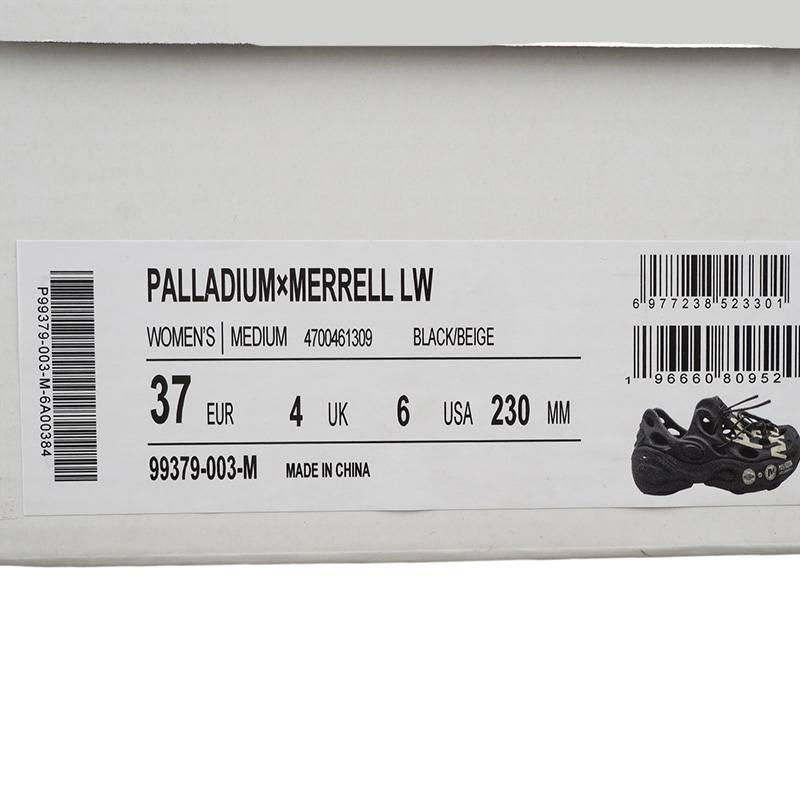 PALLADIUM×MERRELL LW
WOMEN'S | MEDIUM 4700461309 BLACK/BEIGE
37 EUR 4 UK 6 USA 230 MM
99379-003-M MADE IN CHINA
P99379-003-M-6A00384
6 977238 523301
1 96660 80952